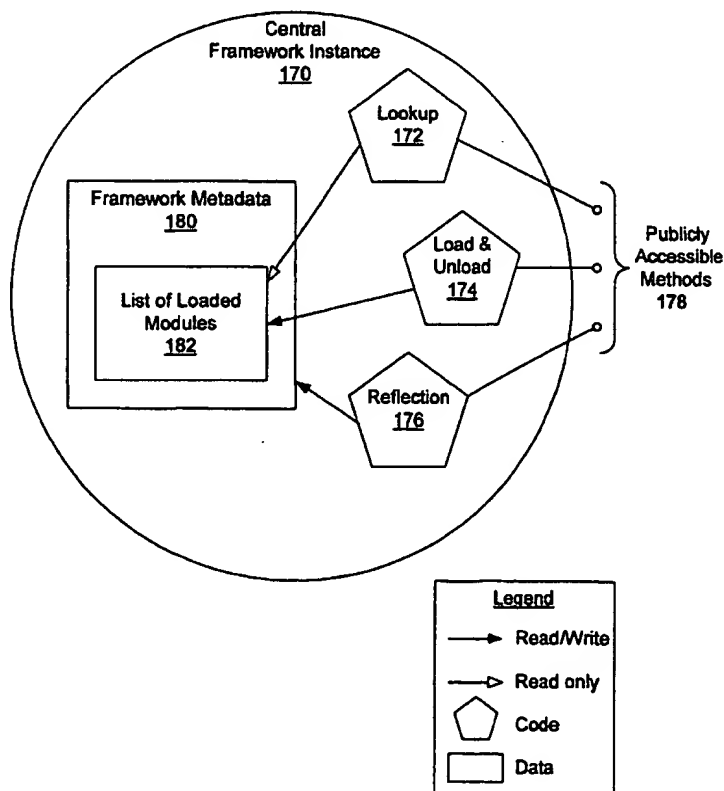 Central
Framework Instance
170
Lookup
172
Framework Metadata
180
Load &
Unload
174
Publicly
Accessible
Methods
178
List of Loaded
Modules
182
Reflection
176
Legend
Read/Write
Read only
Code
Data